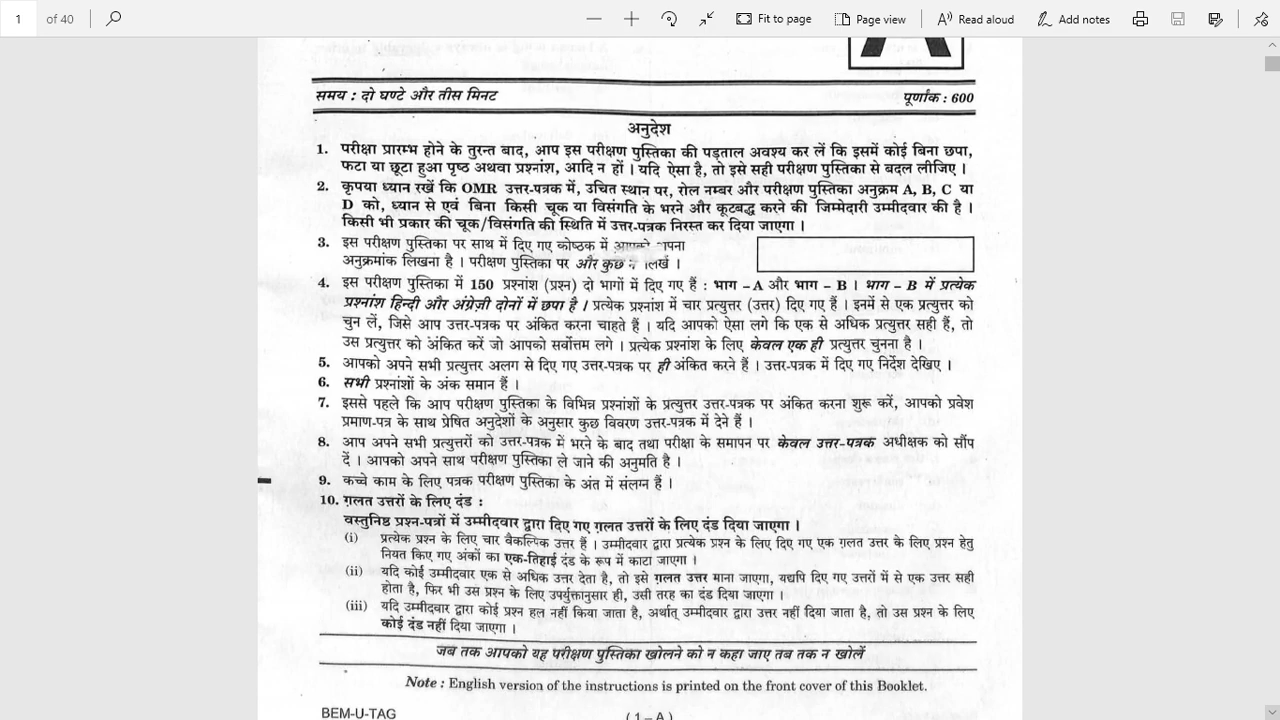 1 of 40 Fit to page Page view Read aloud Add notes
A
समय : दो घण्टे और तीस मिनट पूर्णांक : 600
अनुदेश
1. परीक्षा प्रारम्भ होने के तुरन्त बाद, आप इस परीक्षण पुस्तिका की पड़ताल अवश्य कर लें कि इसमें कोई बिना छपा,
फटा या छूटा हुआ पृष्ठ अथवा प्रश्नांश, आदि न हों । यदि ऐसा है, तो इसे सही परीक्षण पुस्तिका से बदल लीजिए ।
2. कृपया ध्यान रखें कि OMR उत्तर-पत्रक में, उचित स्थान पर, रोल नम्बर और परीक्षण पुस्तिका अनुक्रम A, B, C या
D को, ध्यान से एवं बिना किसी चूक या विसंगति के भरने और कूटबद्ध करने की जिम्मेदारी उम्मीदवार की है ।
किसी भी प्रकार की चूक/विसंगति की स्थिति में उत्तर-पत्रक निरस्त कर दिया जाएगा ।
3. इस परीक्षण पुस्तिका पर साथ में दिए गए कोष्ठक में
अनुक्रमांक लिखना है । परीक्षण पुस्तिका पर और कुछ
4. इस परीक्षण पुस्तिका में 150 प्रश्नांश (प्रश्न) दो भागों में दिए गए हैं : भाग – A और भाग – B । भाग – B में प्रत्येक
प्रश्नांश हिन्दी और अंग्रेज़ी दोनों में छपा है । प्रत्येक प्रश्नांश में चार प्रत्युत्तर (उत्तर) दिए गए हैं । इनमें से एक प्रत्युत्तर को
चुन लें, जिसे आप उत्तर-पत्रक पर अंकित करना चाहते हैं । यदि आपको ऐसा लगे कि एक से अधिक प्रत्युत्तर सही हैं, तो
उस प्रत्युत्तर को अंकित करें जो आपको सर्वोत्तम लगे । प्रत्येक प्रश्नांश के लिए केवल एक ही प्रत्युत्तर चुनना है ।
5. आपको अपने सभी प्रत्युत्तर अलग से दिए गए उत्तर-पत्रक पर ही अंकित करने हैं । उत्तर-पत्रक में दिए गए निर्देश देखिए ।
6. सभी प्रश्नांशों के अंक समान हैं ।
7. इससे पहले कि आप परीक्षण पुस्तिका के विभिन्न प्रश्नांशों के प्रत्युत्तर उत्तर-पत्रक पर अंकित करना शुरू करें, आपको प्रवेश
प्रमाण-पत्र के साथ प्रेषित अनुदेशों के अनुसार कुछ विवरण उत्तर-पत्रक में देने हैं ।
8. आप अपने सभी प्रत्युत्तरों को उत्तर-पत्रक में भरने के बाद तथा परीक्षा के समापन पर केवल उत्तर-पत्रक अधीक्षक को सौंप
दें । आपको अपने साथ परीक्षण पुस्तिका ले जाने की अनुमति है ।
9. कच्चे काम के लिए पत्रक परीक्षण पुस्तिका के अंत में संलग्न हैं ।
10. ग़लत उत्तरों के लिए दंड :
वस्तुनिष्ठ प्रश्न-पत्रों में उम्मीदवार द्वारा दिए गए ग़लत उत्तरों के लिए दंड दिया जाएगा ।
(i) प्रत्येक प्रश्न के लिए चार वैकल्पिक उत्तर हैं । उम्मीदवार द्वारा प्रत्येक प्रश्न के लिए दिए गए एक ग़लत उत्तर के लिए प्रश्न हेतु
नियत किए गए अंकों का एक-तिहाई दंड के रूप में काटा जाएगा ।
(ii) यदि कोई उम्मीदवार एक से अधिक उत्तर देता है, तो इसे ग़लत उत्तर माना जाएगा, यद्यपि दिए गए उत्तरों में से एक उत्तर सही
होता है, फिर भी उस प्रश्न के लिए उपर्युक्तानुसार ही, उसी तरह का दंड दिया जाएगा ।
(iii) यदि उम्मीदवार द्वारा कोई प्रश्न हल नहीं किया जाता है, अर्थात् उम्मीदवार द्वारा उत्तर नहीं दिया जाता है, तो उस प्रश्न के लिए
कोई दंड नहीं दिया जाएगा ।
जब तक आपको यह परीक्षण पुस्तिका खोलने को न कहा जाए तब तक न खोलें
Note : English version of the instructions is printed on the front cover of this Booklet.
BEM-U-TAG ( 1 – A )